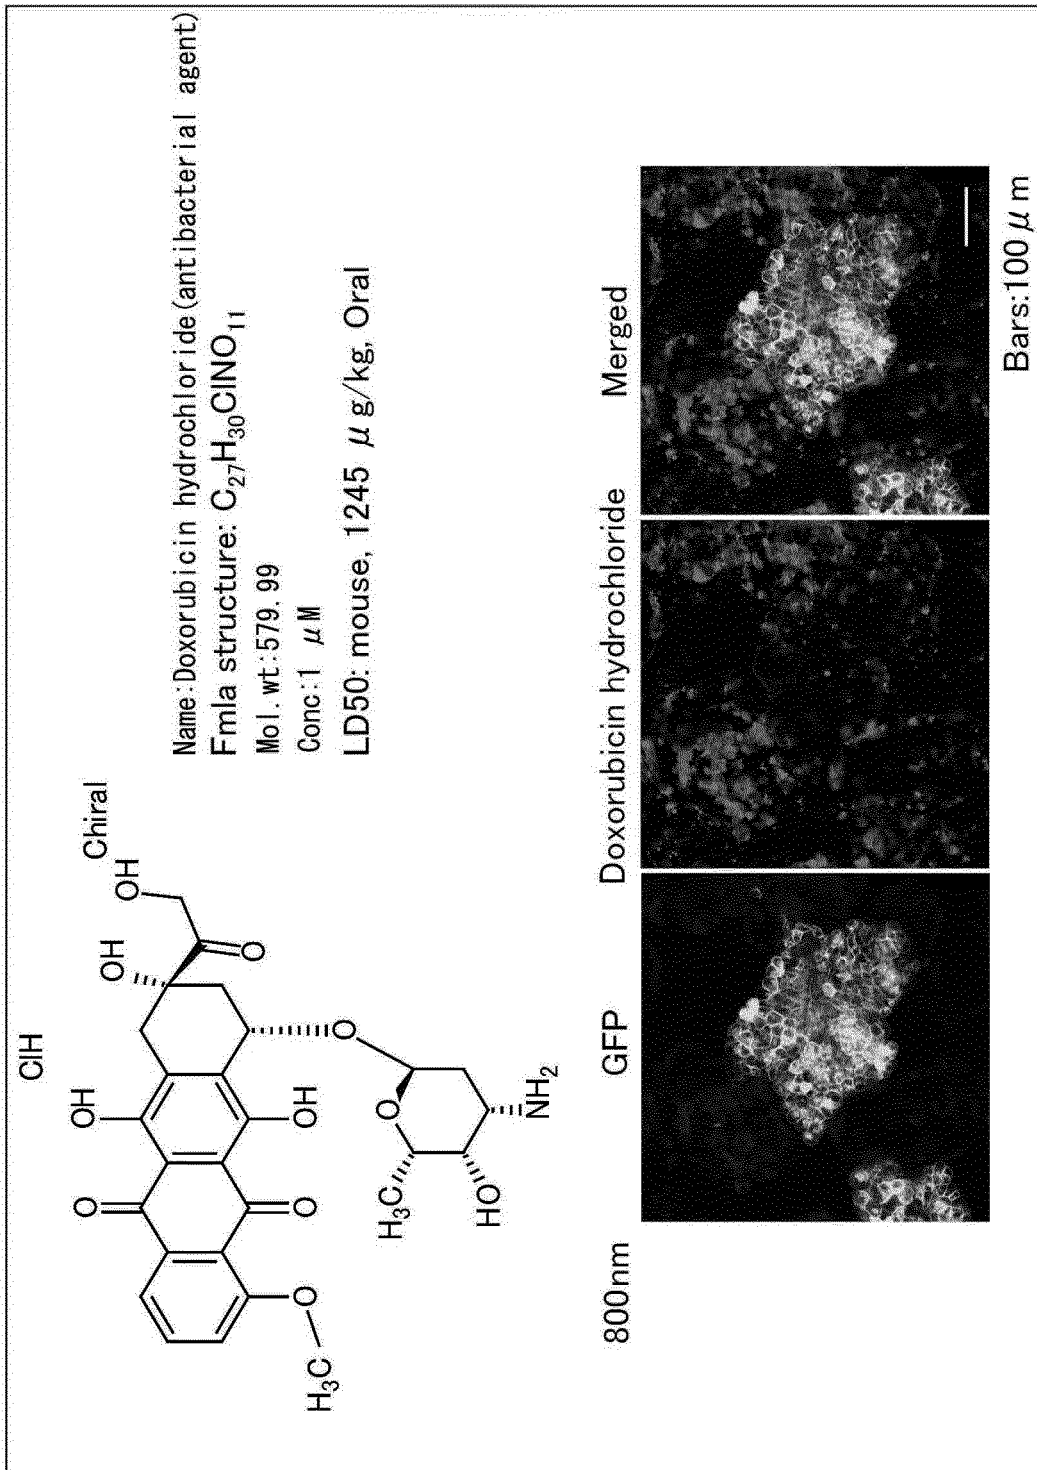 ClH
Chiral
OH
O
OH
OH
O
O
OH
O
O
H₃C
O
H₃C
HO
NH₂
Name:Doxorubicin hydrochloride(antibacterial agent)
Fmla structure: C₂₇H₃₀ClNO₁₁
Mol.wt:579.99
Conc:1 μM
LD50: mouse, 1245 μg/kg, Oral
800nm
GFP
Doxorubicin hydrochloride
Merged
Bars:100μm